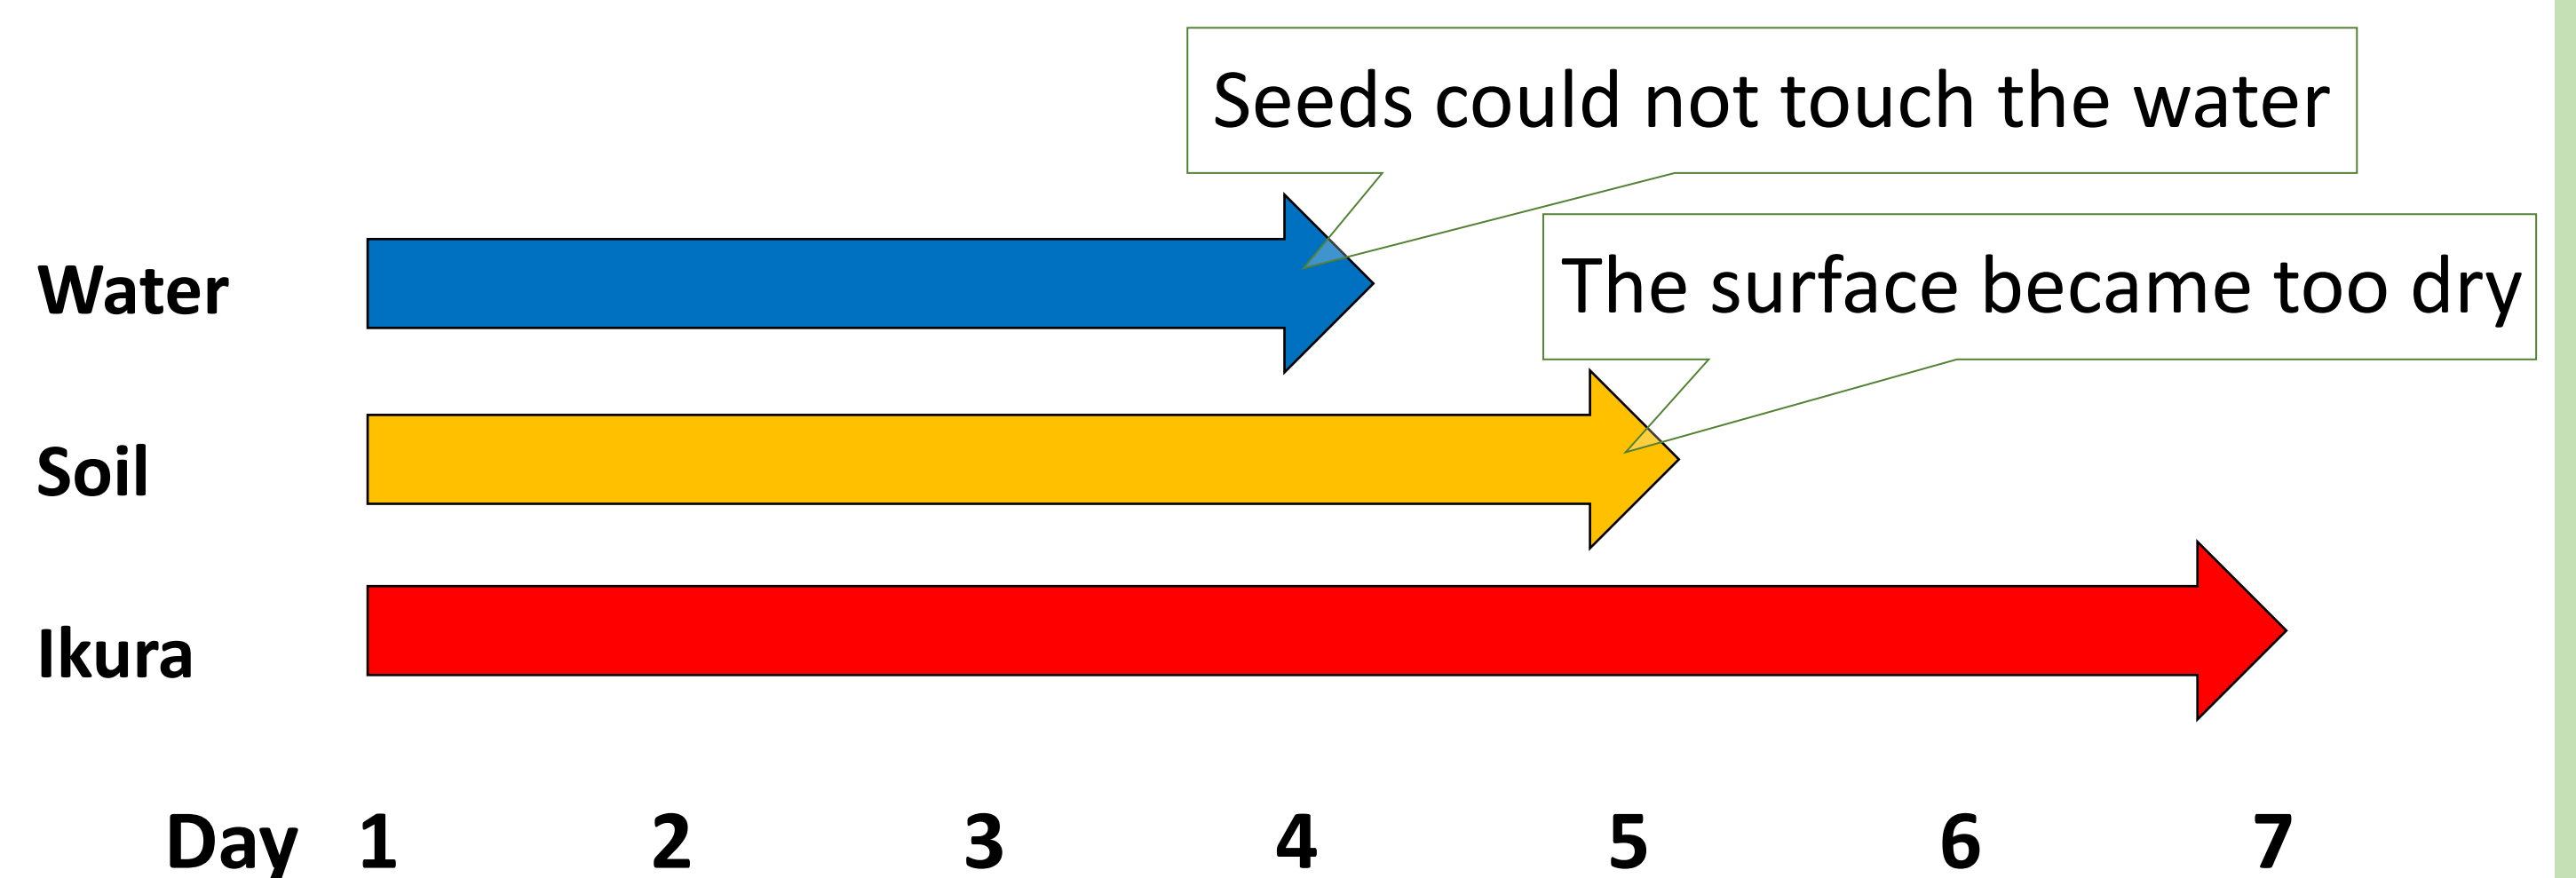 Seeds could not touch the water
Water
The surface became too dry
Soil
Ikura
Day 1 2 3 4 5 6 7